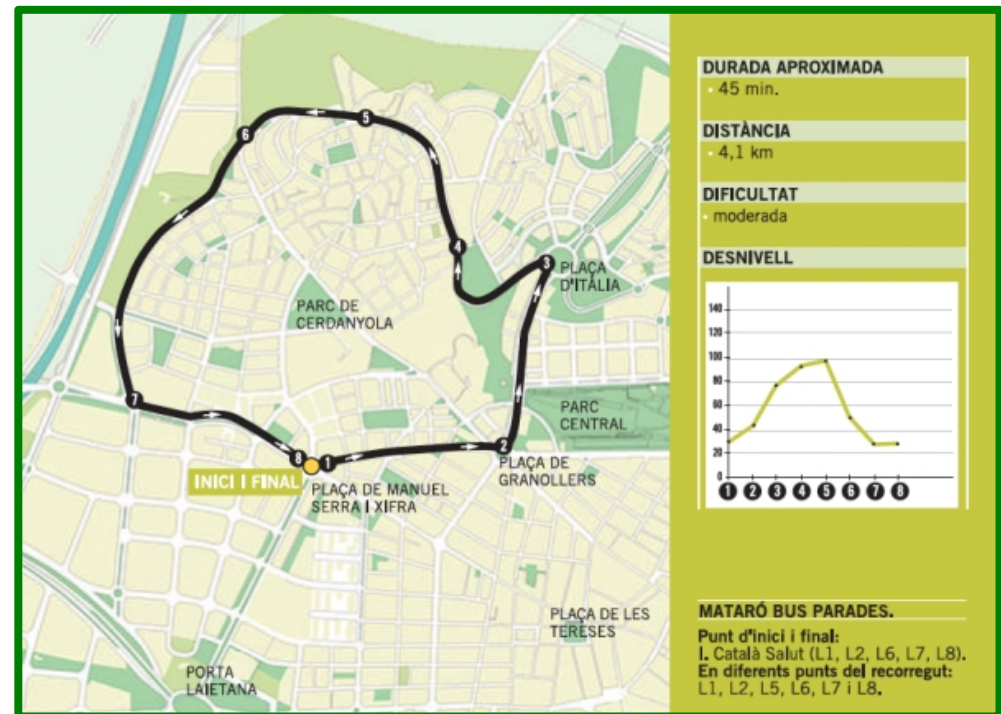 6
5
4
3
PLAÇA
D'ITÀLIA
PARC DE
CERDANYOLA
7
PARC
CENTRAL
8
1
2
INICI I FINAL
PLAÇA DE MANUEL
SERRA I XIFRA
PLAÇA DE
GRANOLLERS
PLAÇA DE LES
TERESES
PORTA
LAIETANA
DURADA APROXIMADA
• 45 min.
DISTÀNCIA
• 4,1 km
DIFICULTAT
• moderada
DESNIVELL
140
120
100
80
60
40
20
0
1 2 3 4 5 6 7 8
MATARÓ BUS PARADES.
Punt d'inici i final:
I. Català Salut (L1, L2, L6, L7, L8).
En diferents punts del recorregut:
L1, L2, L5, L6, L7 i L8.